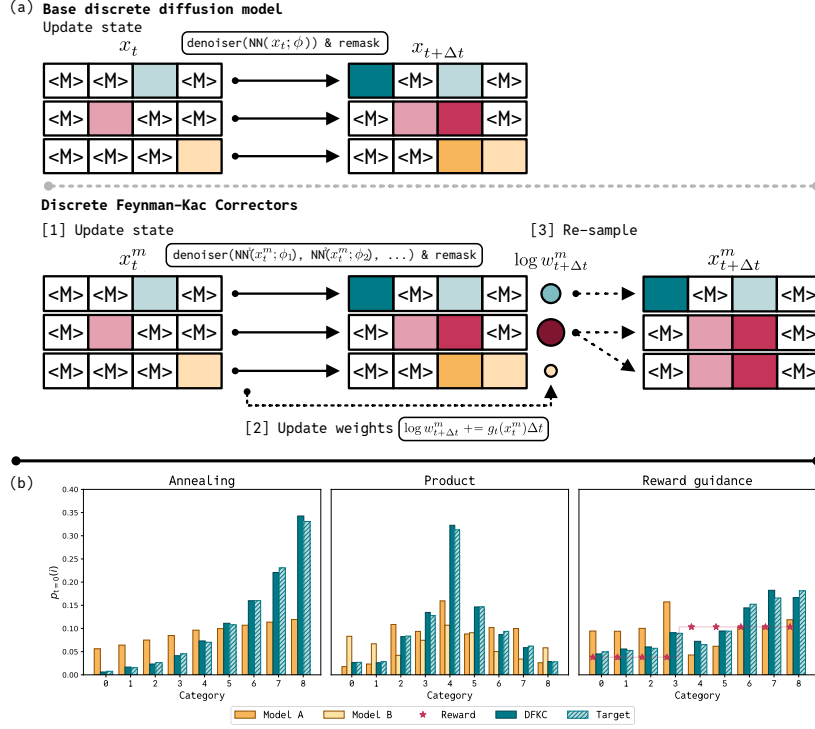 (a) Base discrete diffusion model
Update state
x_t denoiser(NN(x_t;ϕ)) & remask x_{t+Δt}
<M> <M> <M> <M> <M>
<M> <M> <M> <M> <M>
<M> <M> <M> <M> <M>
Discrete Feynman-Kac Correctors
[1] Update state [3] Re-sample
x_t^m denoiser(NN^1(x_t^m;ϕ_1), NN^2(x_t^m;ϕ_2), ...) & remask log w_{t+Δt}^m x_{t+Δt}^m
<M> <M> <M> <M> <M> <M> <M>
<M> <M> <M> <M> <M> <M> <M>
<M> <M> <M> <M> <M> <M> <M>
[2] Update weights log w_{t+Δt}^m += g_t(x_t^m)Δt
(b) Annealing Product Reward guidance
0.40
0.35
0.30
0.25
0.20
0.15
0.10
0.05
0.00
p_{t=0}(i)
0 1 2 3 4 5 6 7 8 0 1 2 3 4 5 6 7 8 0 1 2 3 4 5 6 7 8
Category Category Category
Model A Model B Reward DFKC Target